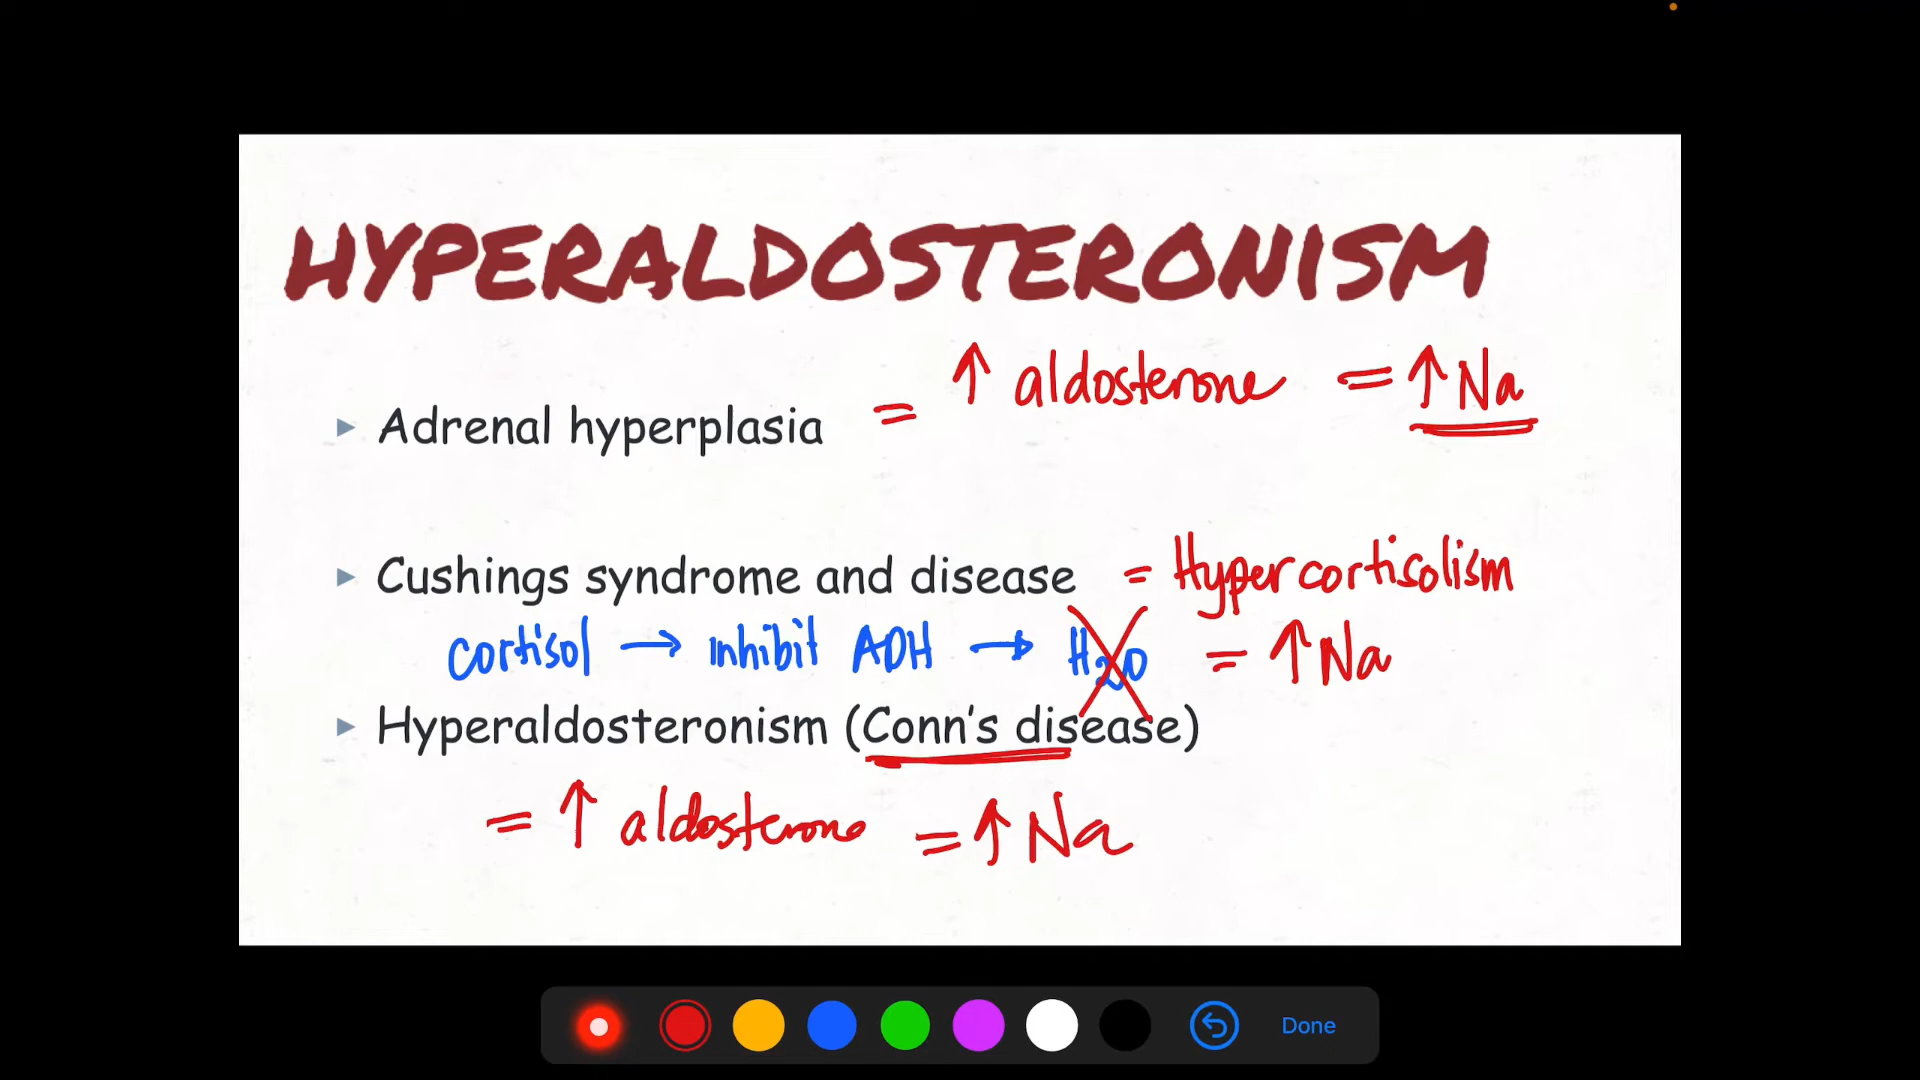 HYPERALDOSTERONISM
▸ Adrenal hyperplasia = ↑ aldosterone = ↑ Na
▸ Cushings syndrome and disease = Hypercortisolism
cortisol → inhibit ADH → H₂O = ↑ Na
▸ Hyperaldosteronism (Conn's disease)
= ↑ aldosterone = ↑ Na
Done